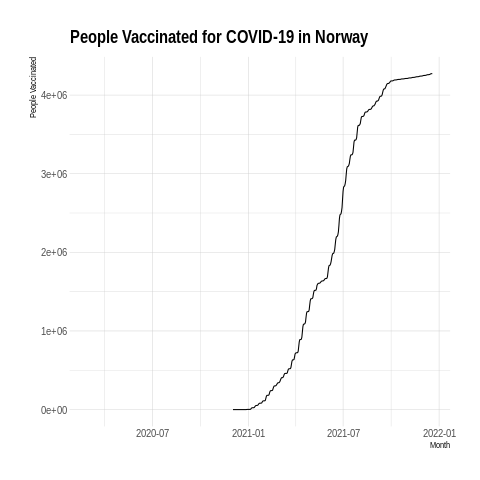 People Vaccinated for COVID-19 in Norway
People Vaccinated
4e+06
3e+06
2e+06
1e+06
0e+00
2020-07
2021-01
2021-07
2022-01
Month